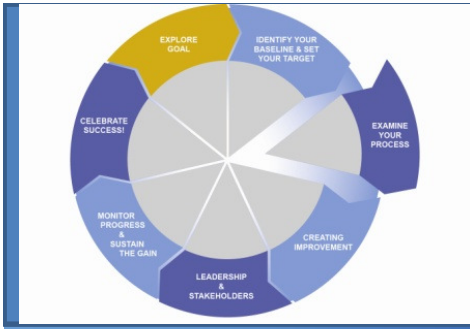 EXPLORE
GOAL
IDENTIFY YOUR
BASELINE & SET
YOUR TARGET
EXAMINE
YOUR
PROCESS
CREATING
IMPROVEMENT
LEADERSHIP
&
STAKEHOLDERS
MONITOR
PROGRESS
&
SUSTAIN
THE GAIN
CELEBRATE
SUCCESS!